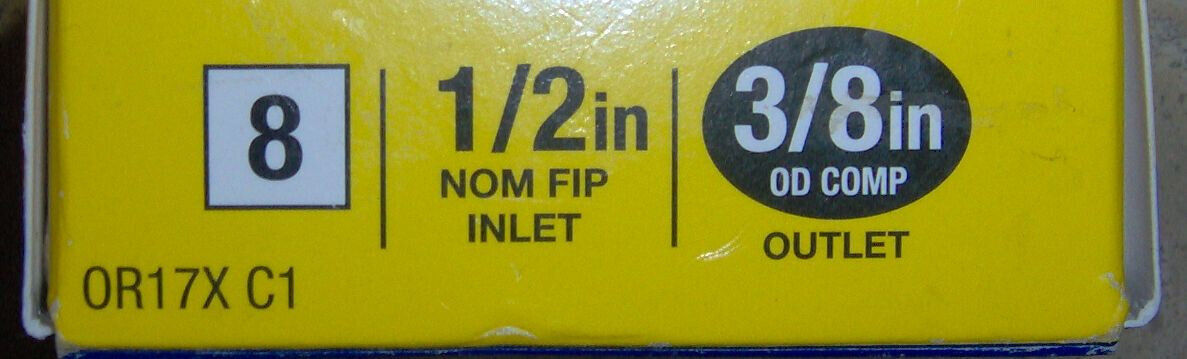 8
1/2in
NOM FIP
INLET
3/8in
OD COMP
OUTLET
OR17X C1